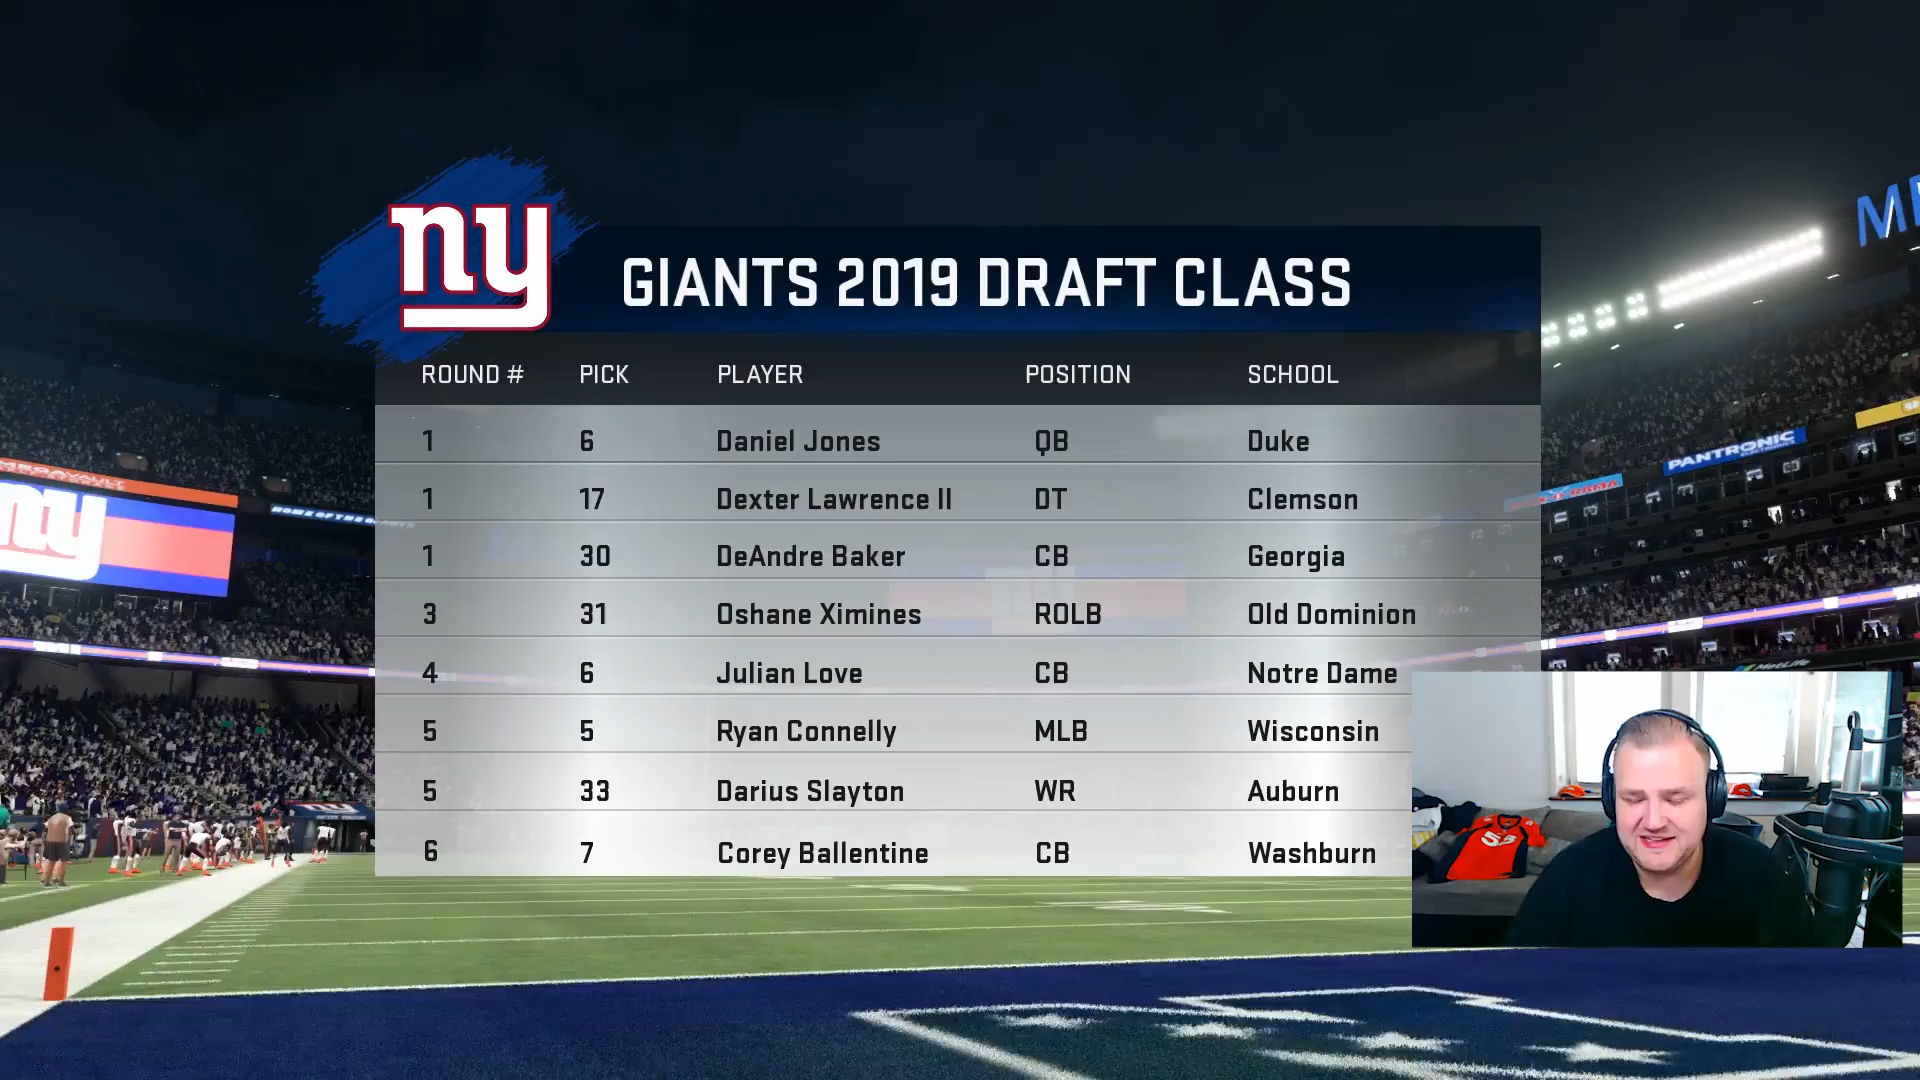 ny
GIANTS 2019 DRAFT CLASS
ROUND # PICK PLAYER POSITION SCHOOL
1 6 Daniel Jones QB Duke
1 17 Dexter Lawrence II DT Clemson
1 30 DeAndre Baker CB Georgia
3 31 Oshane Ximines ROLB Old Dominion
4 6 Julian Love CB Notre Dame
5 5 Ryan Connelly MLB Wisconsin
5 33 Darius Slayton WR Auburn
6 7 Corey Ballentine CB Washburn
PANTRONIC
MetLife
ny